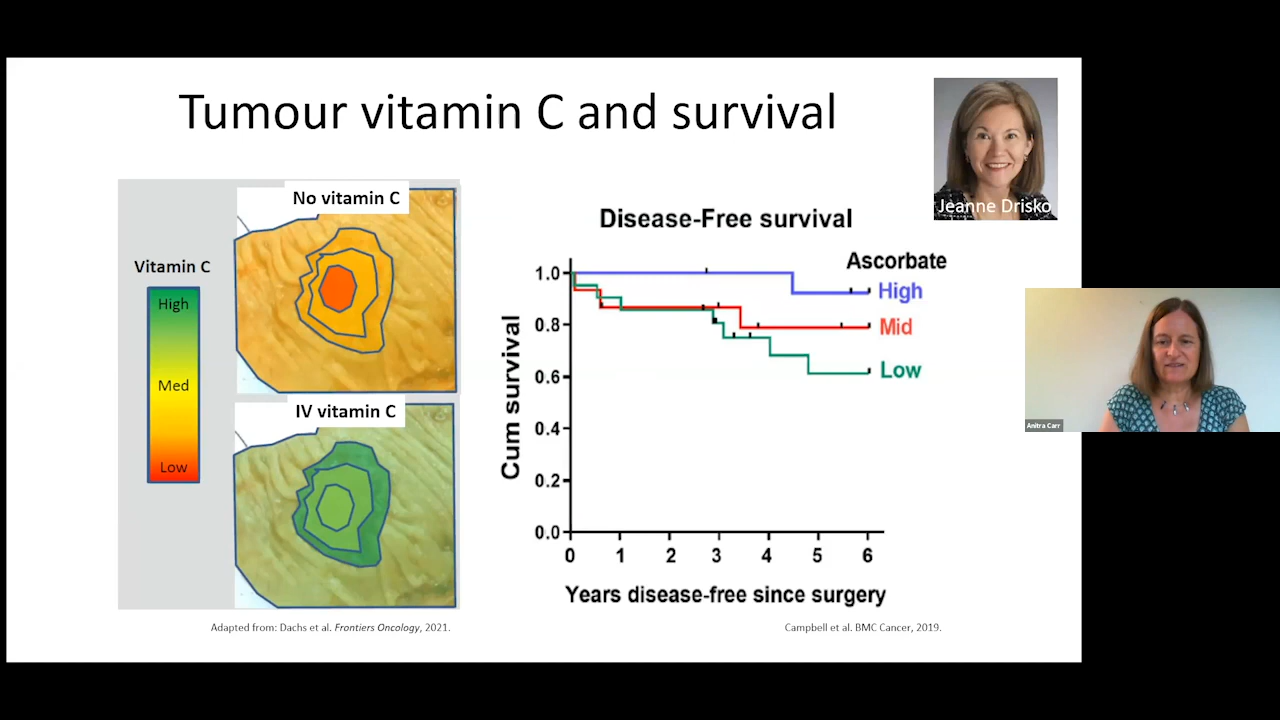 Tumour vitamin C and survival
Jeanne Drisko
No vitamin C
Vitamin C
High
Med
Low
IV vitamin C
Adapted from: Dachs et al. Frontiers Oncology, 2021.
Disease-Free survival
Ascorbate
High
Mid
Low
Cum survival
1.0
0.8
0.6
0.4
0.2
0.0
0 1 2 3 4 5 6
Years disease-free since surgery
Campbell et al. BMC Cancer, 2019.
Anitra Carr